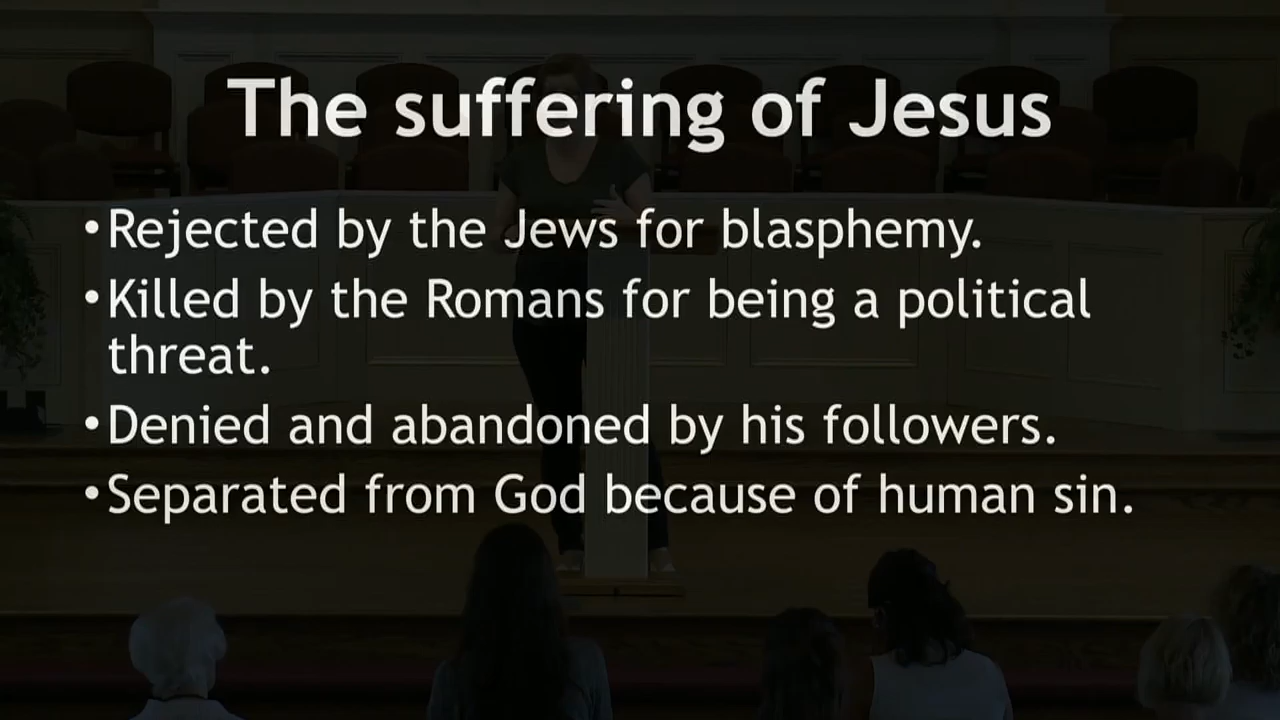 The suffering of Jesus
•Rejected by the Jews for blasphemy.
•Killed by the Romans for being a political
threat.
•Denied and abandoned by his followers.
•Separated from God because of human sin.